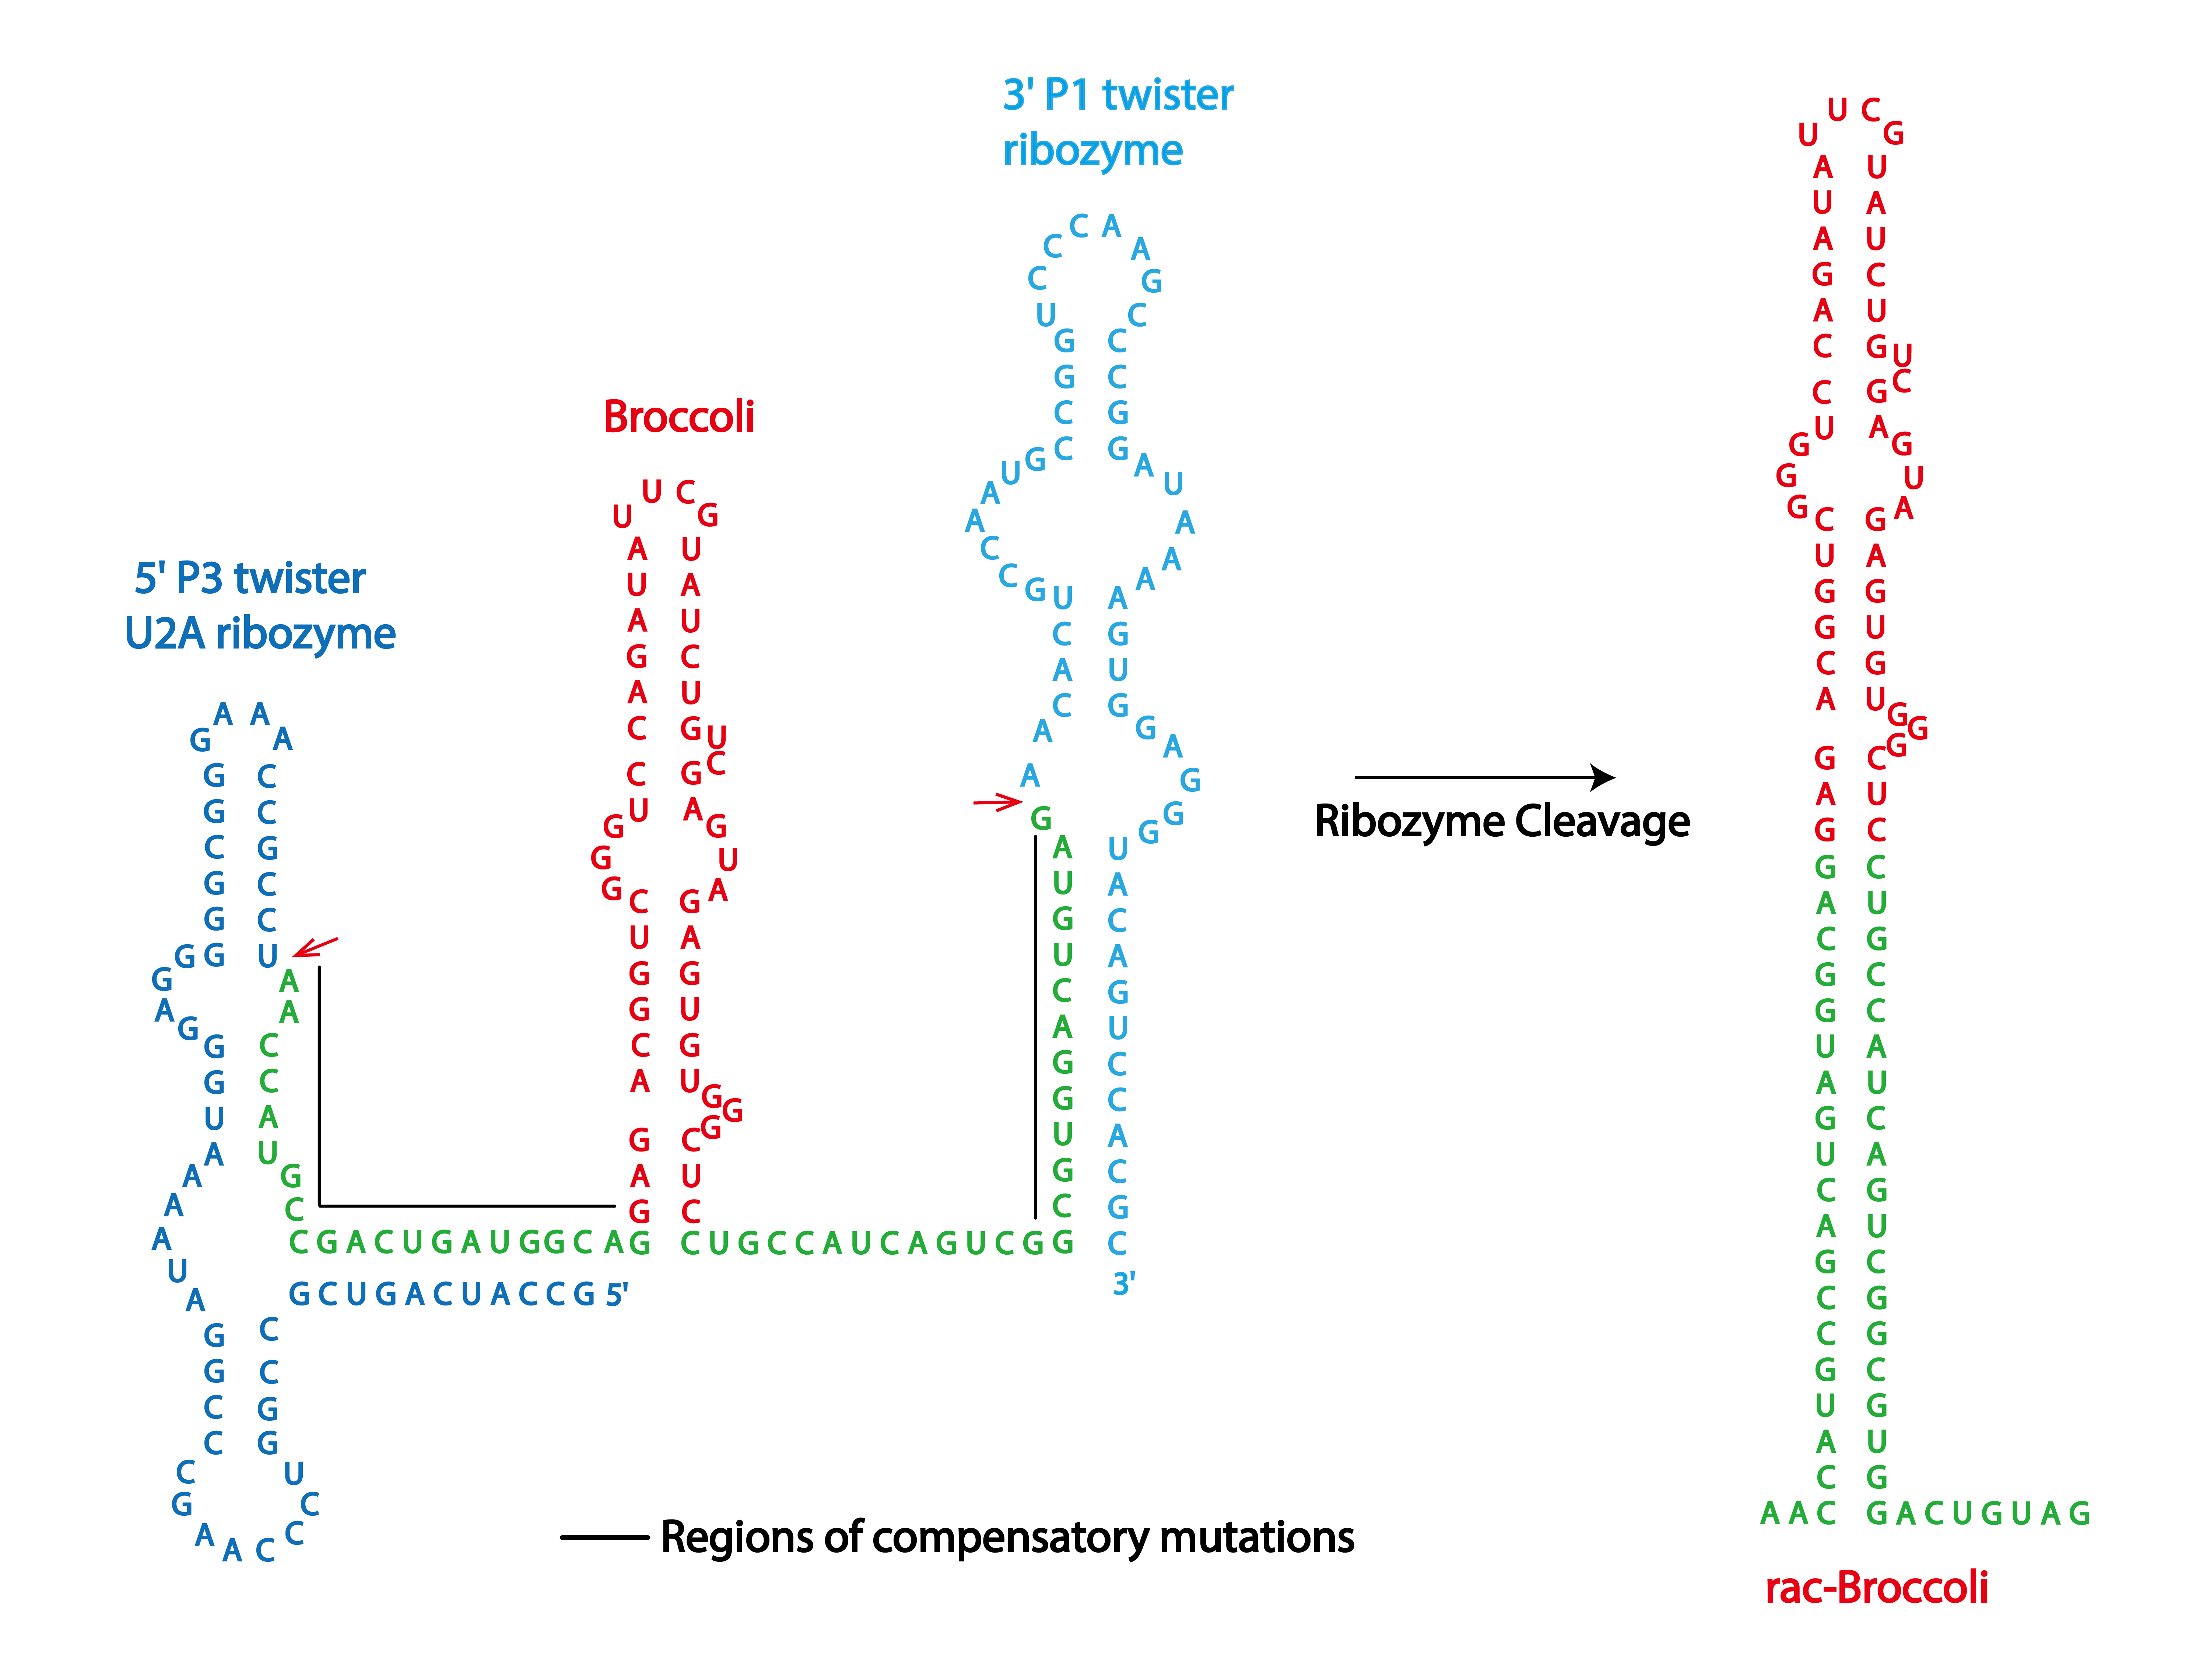 3' P1 twister
ribozyme
Broccoli
5' P3 twister
U2A ribozyme
A A
G A
G C
G C
C G
G C
G C
G G U
G A
A A
G
G C
G C
U A
A U
A G
A C
A
U
A
G C
G C
C G
C G
C U
G C
A A C C
GCUGACUACCG 5'
CGACUGAUGGCAG
U C
U G
A U
U A
A U
G C
A U
C G U
C G C
U A
G G
G U
G A
C G
U A
G G
G U
C G
A U G
G
G
G C
A U
G C
CUGCCAUCAGUCGG
C A
C A
C G
U C
G C
G C
C G
C G
G A
U U
A A
A A
C A
C
G
U A
C G
A U
C G
A G
A A
G G
G G
A U
U A
G C
U A
C G
A U
G C
G C
U A
G C
C G
C
3'
Ribozyme Cleavage
U C
U G
A U
U A
A U
G C
A U
C G U
C G C
U A
G G
G U
G A
C G
U A
G G
G U
C G
A U G
G
G
G C
A U
G C
G C
A U
C G
G C
G C
U A
A U
G C
U A
C G
A U
G C
C G
C G
G C
U G
A U
C G
AAC GACUGUAG
rac-Broccoli
Regions of compensatory mutations